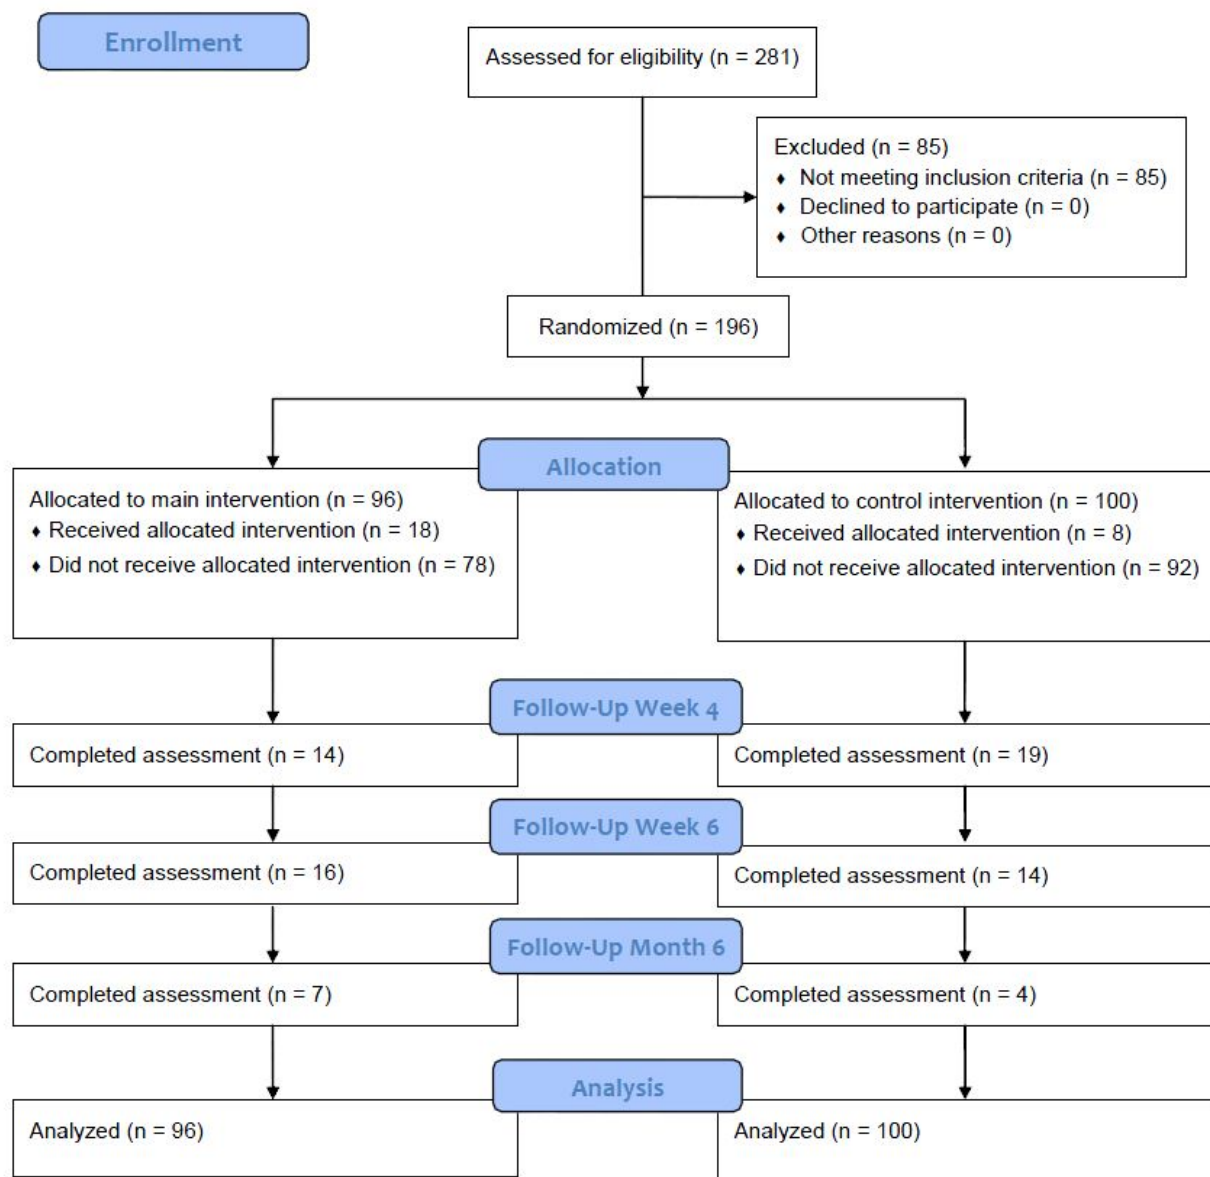 Enrollment
Assessed for eligibility (n = 281)
Excluded (n = 85)
♦ Not meeting inclusion criteria (n = 85)
♦ Declined to participate (n = 0)
♦ Other reasons (n = 0)
Randomized (n = 196)
Allocation
Allocated to main intervention (n = 96)
♦ Received allocated intervention (n = 18)
♦ Did not receive allocated intervention (n = 78)
Allocated to control intervention (n = 100)
♦ Received allocated intervention (n = 8)
♦ Did not receive allocated intervention (n = 92)
Follow-Up Week 4
Completed assessment (n = 14)
Completed assessment (n = 19)
Follow-Up Week 6
Completed assessment (n = 16)
Completed assessment (n = 14)
Follow-Up Month 6
Completed assessment (n = 7)
Completed assessment (n = 4)
Analysis
Analyzed (n = 96)
Analyzed (n = 100)